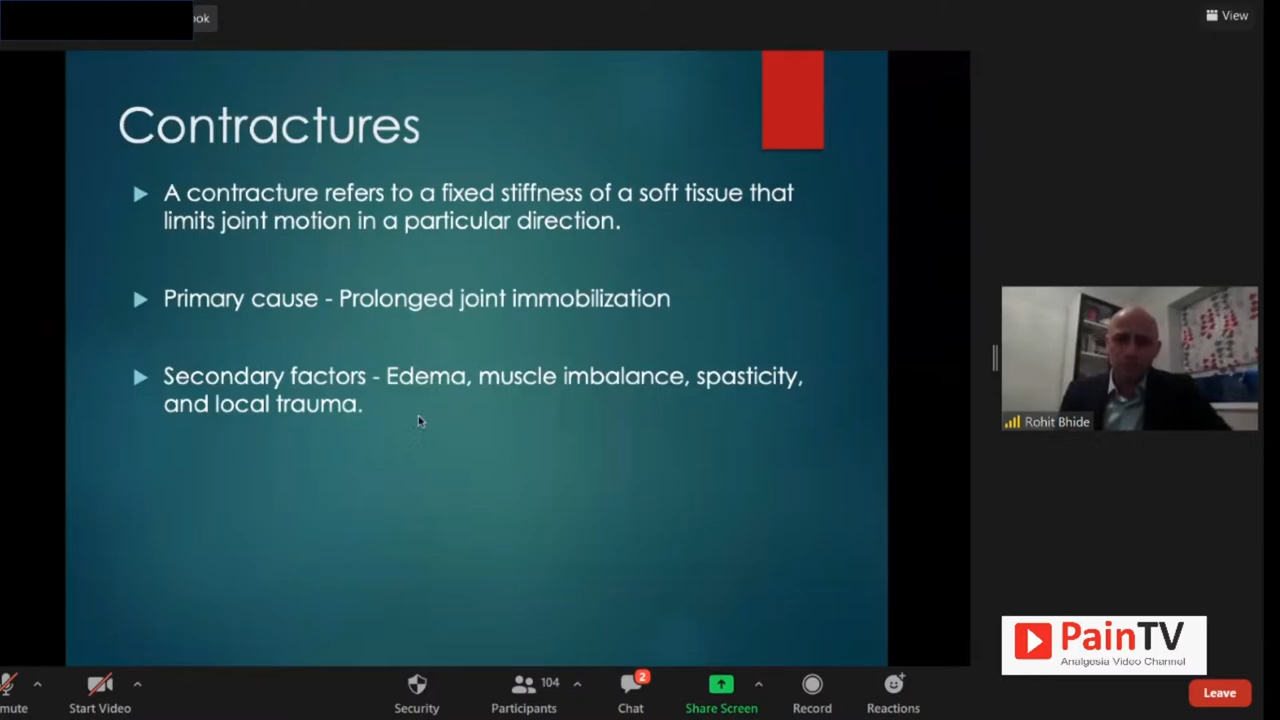 ook
View
Contractures
A contracture refers to a fixed stiffness of a soft tissue that
limits joint motion in a particular direction.
Primary cause - Prolonged joint immobilization
Secondary factors - Edema, muscle imbalance, spasticity,
and local trauma.
Rohit Bhide
PainTV
Analgesia Video Channel
mute
Start Video
Security
104
Participants
2
Chat
Share Screen
Record
Reactions
Leave